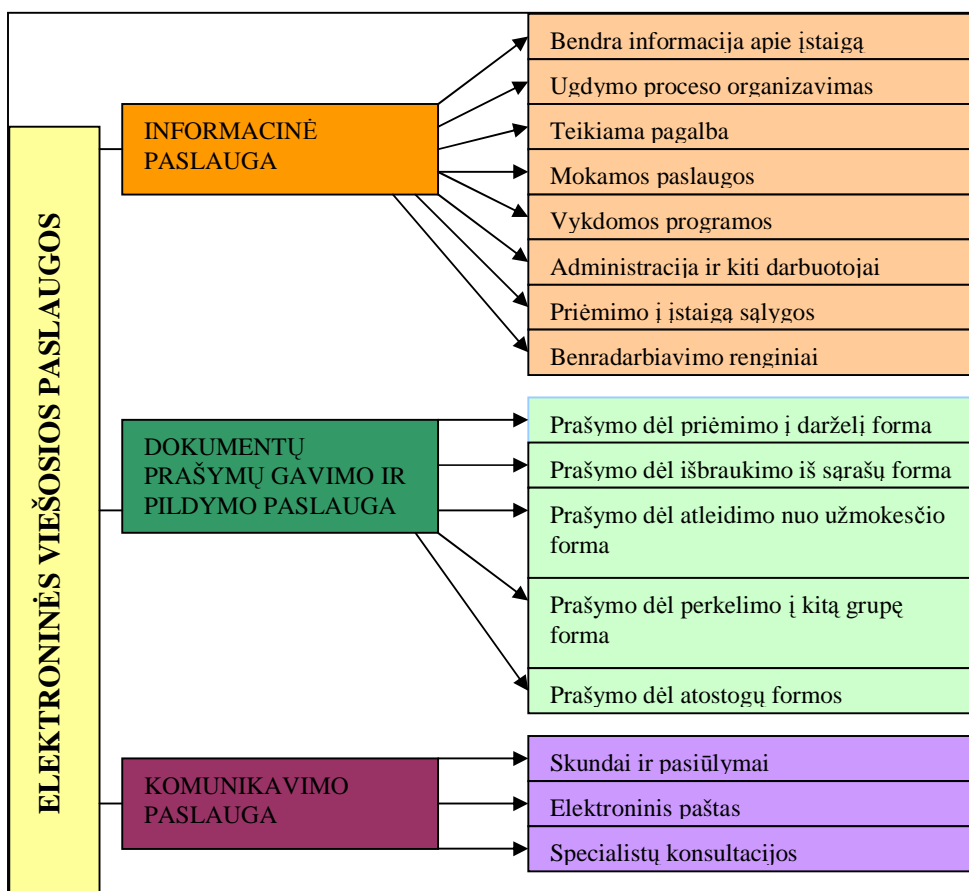 ELEKTRONINĖS VIEŠOSIOS PASLAUGOS
INFORMACINĖ
PASLAUGA
Bendra informacija apie įstaigą
Ugdymo proceso organizavimas
Teikiama pagalba
Mokamos paslaugos
Vykdomos programos
Administracija ir kiti darbuotojai
Priėmimo į įstaigą sąlygos
Benradarbiavimo renginiai
DOKUMENTŲ
PRAŠYMŲ GAVIMO IR
PILDYMO PASLAUGA
Prašymo dėl priėmimo į darželį forma
Prašymo dėl išbraukimo iš sąrašų forma
Prašymo dėl atleidimo nuo užmokesčio
forma
Prašymo dėl perkelimo į kitą grupę
forma
Prašymo dėl atostogų formos
KOMUNIKAVIMO
PASLAUGA
Skundai ir pasiūlymai
Elektroninis paštas
Specialistų konsultacijos